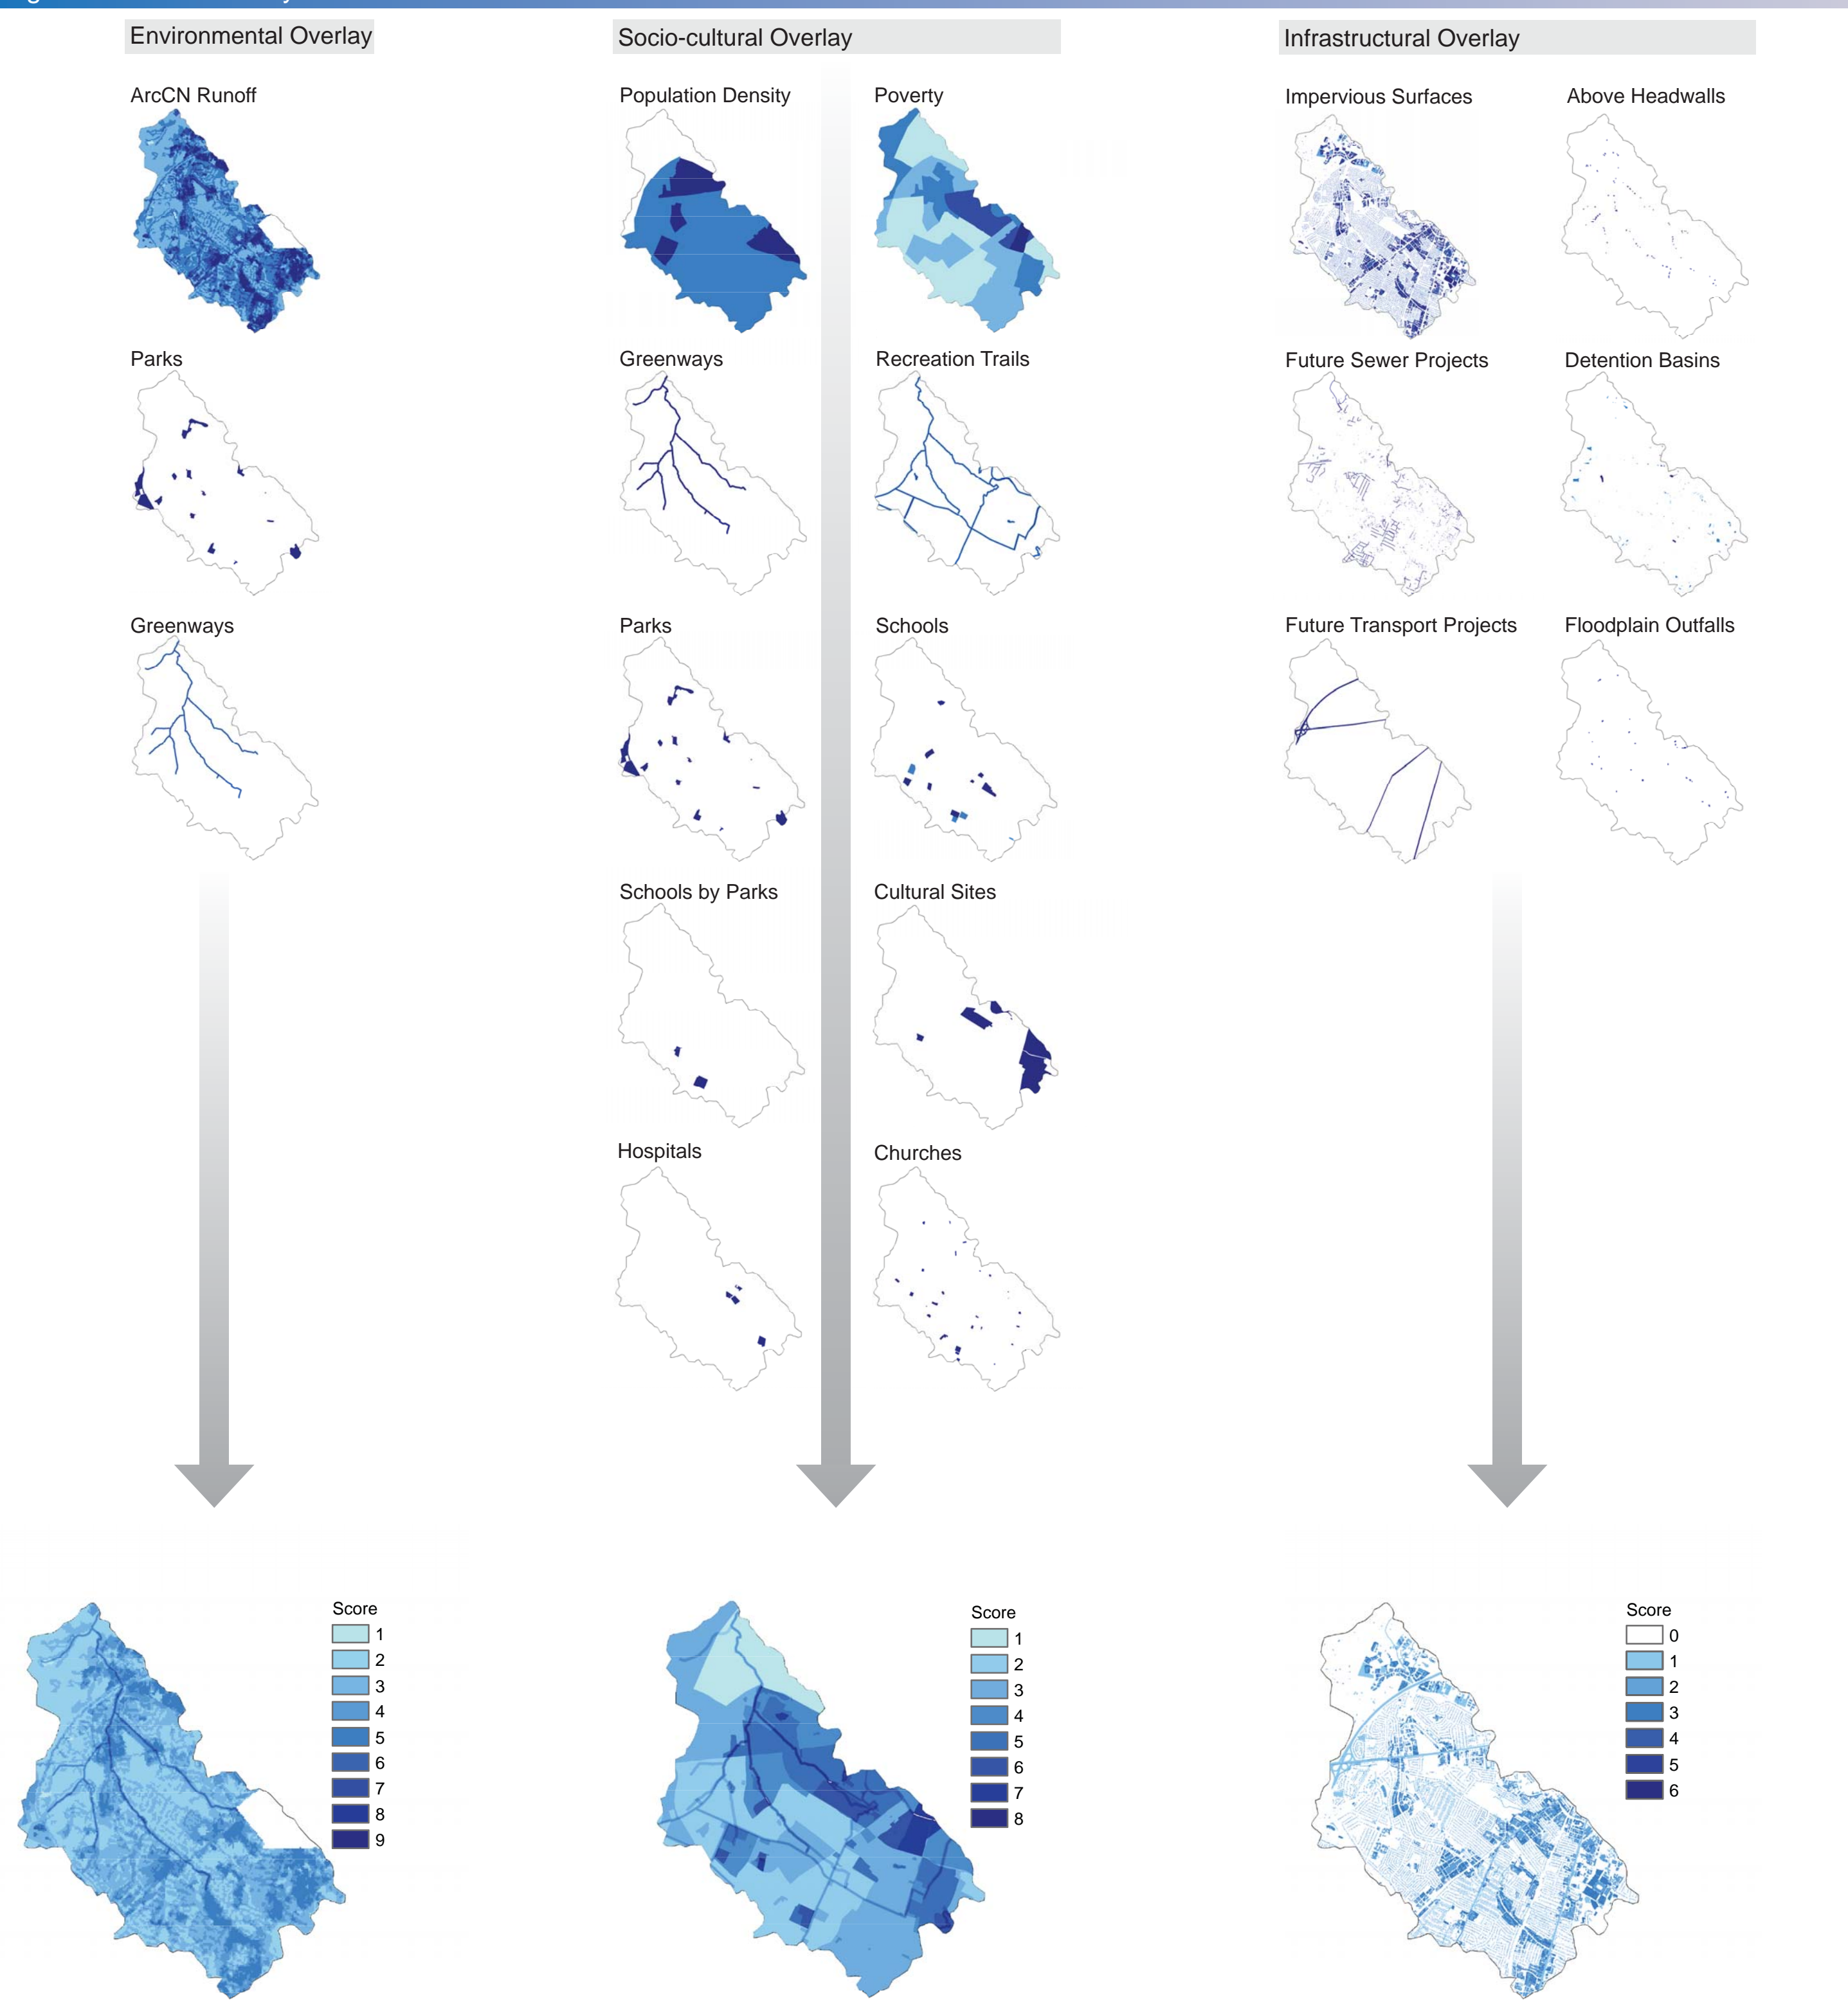 Environmental Overlay
Socio-cultural Overlay
Infrastructural Overlay
ArcCN Runoff
Population Density
Poverty
Impervious Surfaces
Above Headwalls
Parks
Greenways
Recreation Trails
Future Sewer Projects
Detention Basins
Greenways
Parks
Schools
Future Transport Projects
Floodplain Outfalls
Schools by Parks
Cultural Sites
Hospitals
Churches
Score
1
2
3
4
5
6
7
8
9
Score
1
2
3
4
5
6
7
8
Score
0
1
2
3
4
5
6